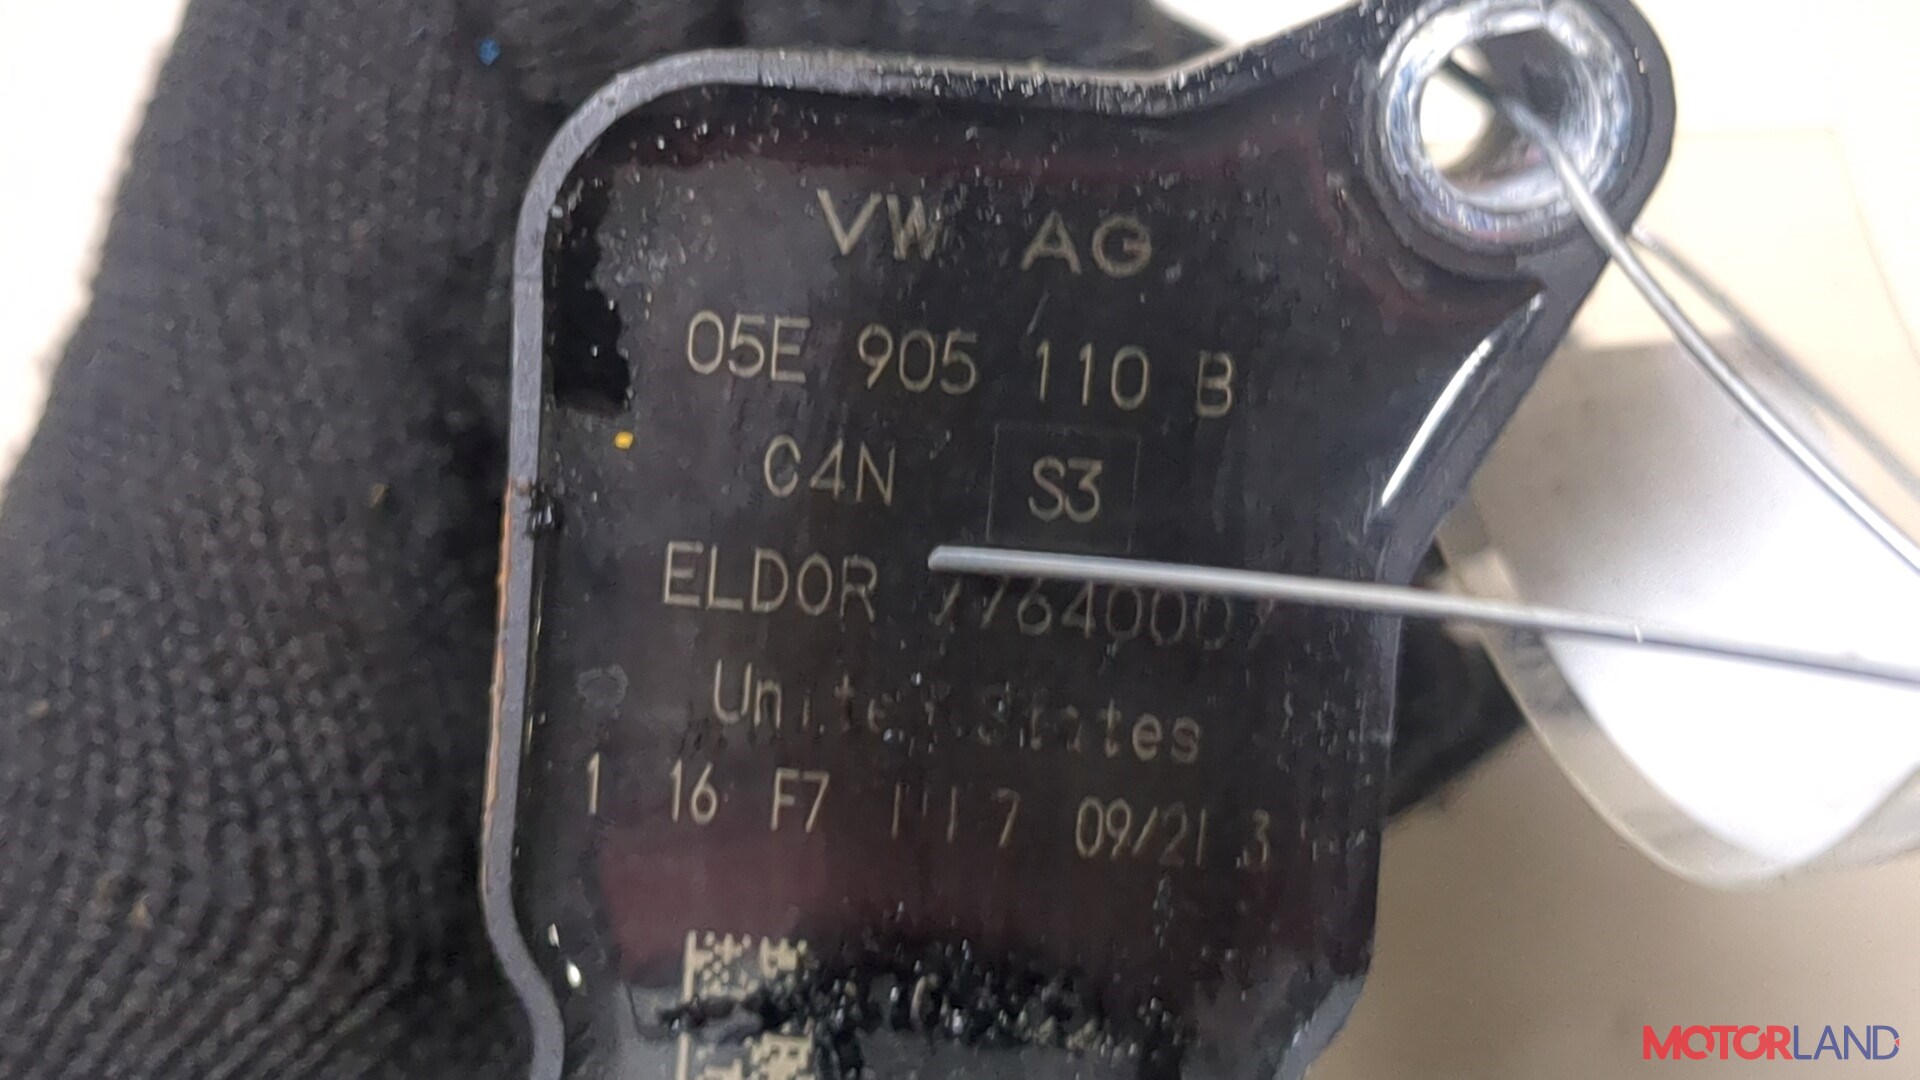 VW AG
05E 905 110 B
C4N S3
ELDOR
United States
1 16 F7 09/21 3
MOTORLAND